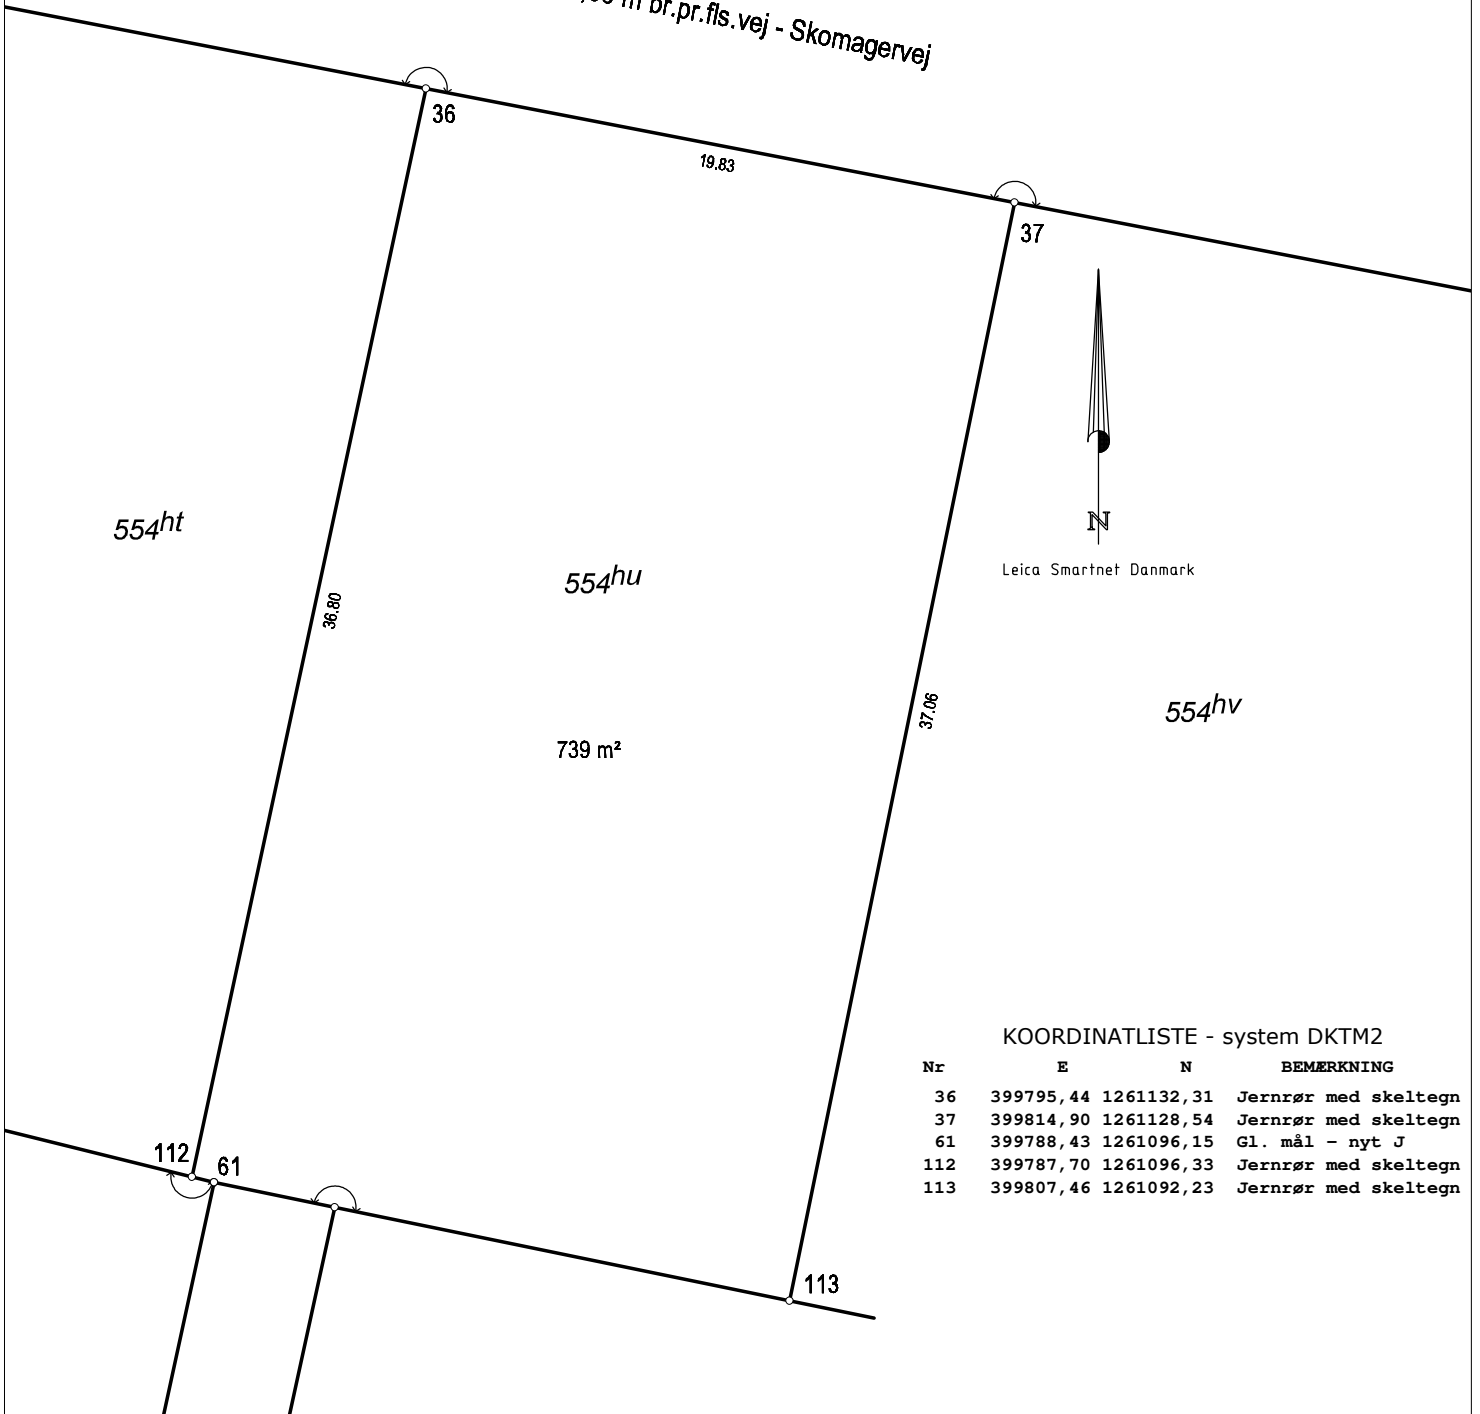 m br.pr.fls.vej - Skomagervej
36
19.83
37
N
Leica Smartnet Danmark
554ht
554hu
36.80
554hv
37.06
739 m²
112
61
113
KOORDINATLISTE - system DKTM2
Nr E N BEMÆRKNING
36 399795,44 1261132,31 Jernrør med skeltegn
37 399814,90 1261128,54 Jernrør med skeltegn
61 399788,43 1261096,15 Gl. mål - nyt J
112 399787,70 1261096,33 Jernrør med skeltegn
113 399807,46 1261092,23 Jernrør med skeltegn